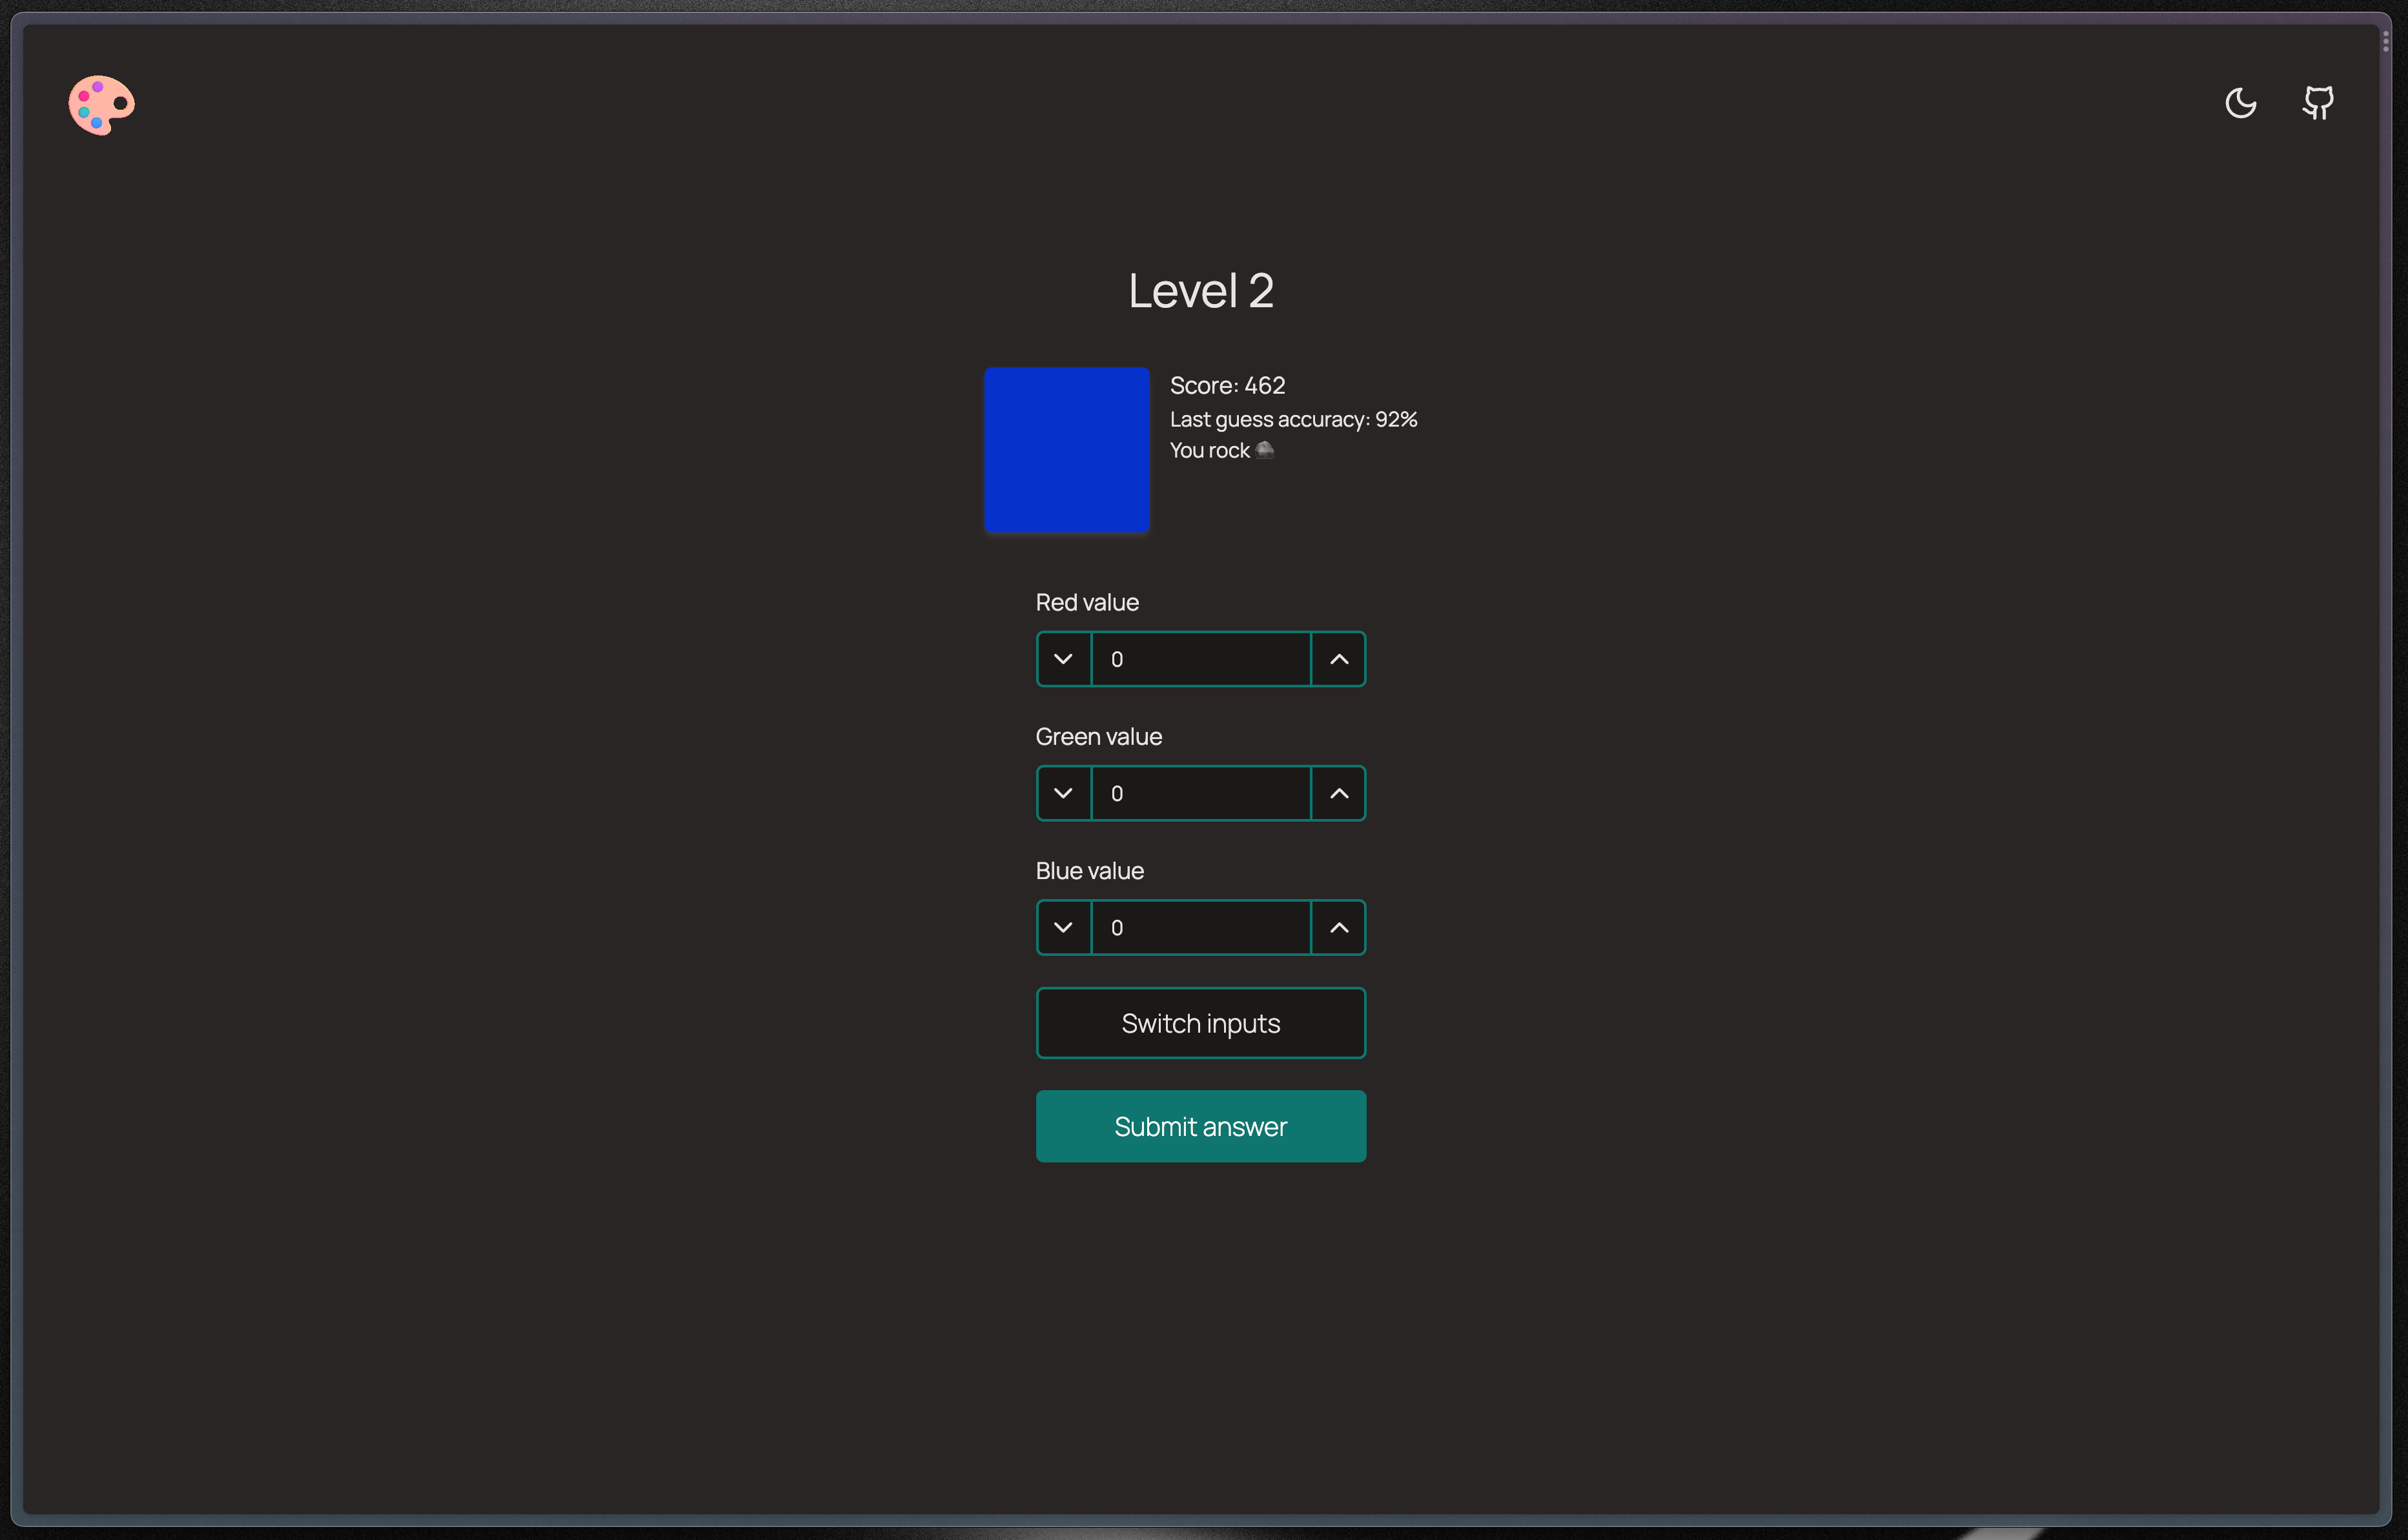 Level 2
Score: 462
Last guess accuracy: 92%
You rock 🪨
Red value
0
Green value
0
Blue value
0
Switch inputs
Submit answer